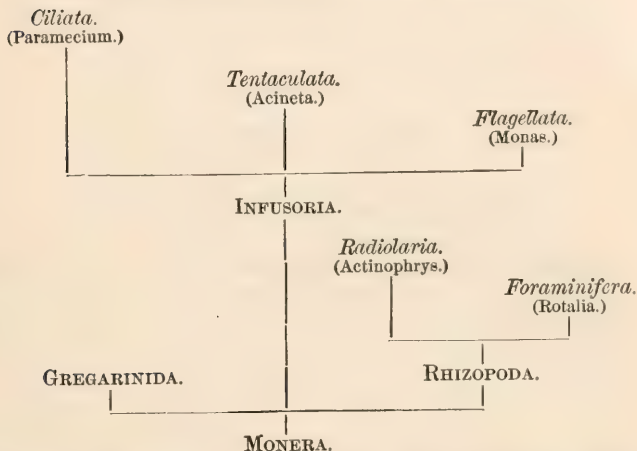 Ciliata.
(Paramecium.)
Tentaculata.
(Acineta.)
Flagellata.
(Monas.)
INFUSORIA.
Radiolaria.
(Actinophrys.)
Foraminifera.
(Rotalia.)
GREGARINIDA.
RHIZOPODA.
MONERA.